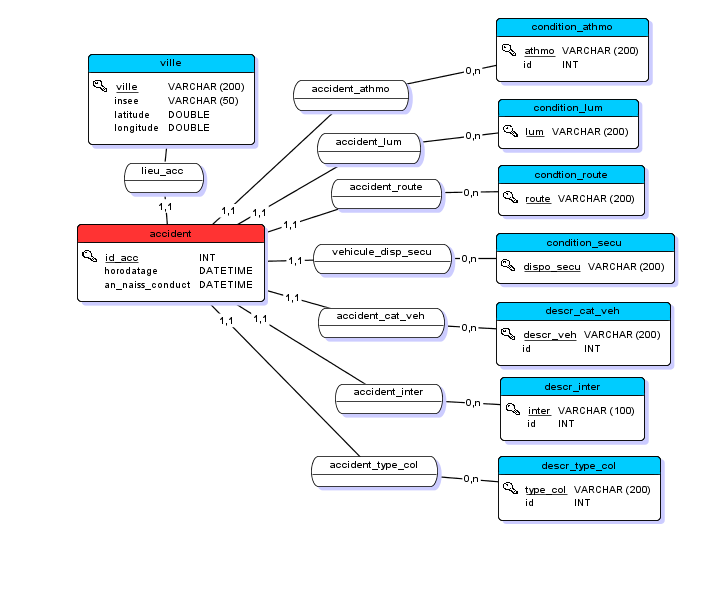 condition_athmo
athmo VARCHAR (200)
id INT
ville
ville VARCHAR (200)
insee VARCHAR (50)
latitude DOUBLE
longitude DOUBLE
0,n
accident_athmo
condition_lum
lum VARCHAR (200)
0,n
accident_lum
lieu_acc
condtion_route
route VARCHAR (200)
0,n
accident_route
1,1
1,1
1,1
1,1
accident
id_acc INT
horodatage DATETIME
an_naiss_conduct DATETIME
condition_secu
dispo_secu VARCHAR (200)
vehicule_disp_secu
1,1
0,n
1,1
descr_cat_veh
descr_veh VARCHAR (200)
id INT
accident_cat_veh
0,n
1,1
1,1
descr_inter
inter VARCHAR (100)
id INT
accident_inter
0,n
accident_type_col
0,n
descr_type_col
type_col VARCHAR (200)
id INT